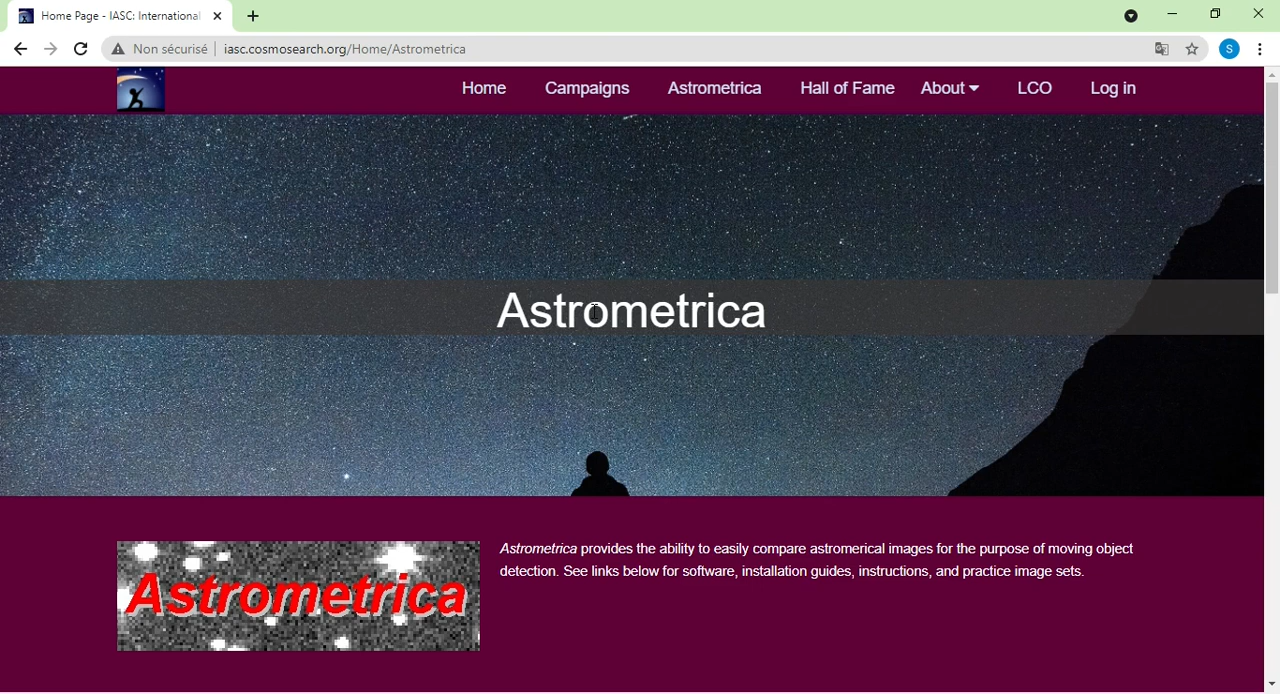 Home Page - IASC: International
Non sécurisé | iasc.cosmosearch.org/Home/Astrometrica
S
Home Campaigns Astrometrica Hall of Fame About LCO Log in
Astrometrica
Astrometrica
Astrometrica provides the ability to easily compare astromerical images for the purpose of moving object
detection. See links below for software, installation guides, instructions, and practice image sets.